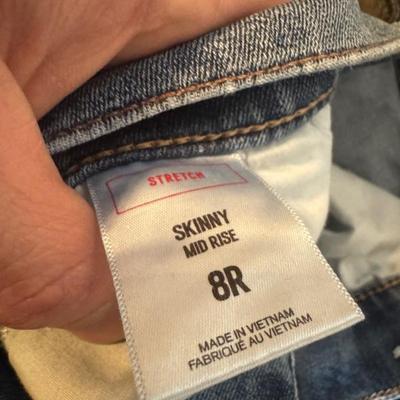 STRETCH
SKINNY
MID RISE
8R
MADE IN VIETNAM
FABRIQUÉ AU VIETNAM